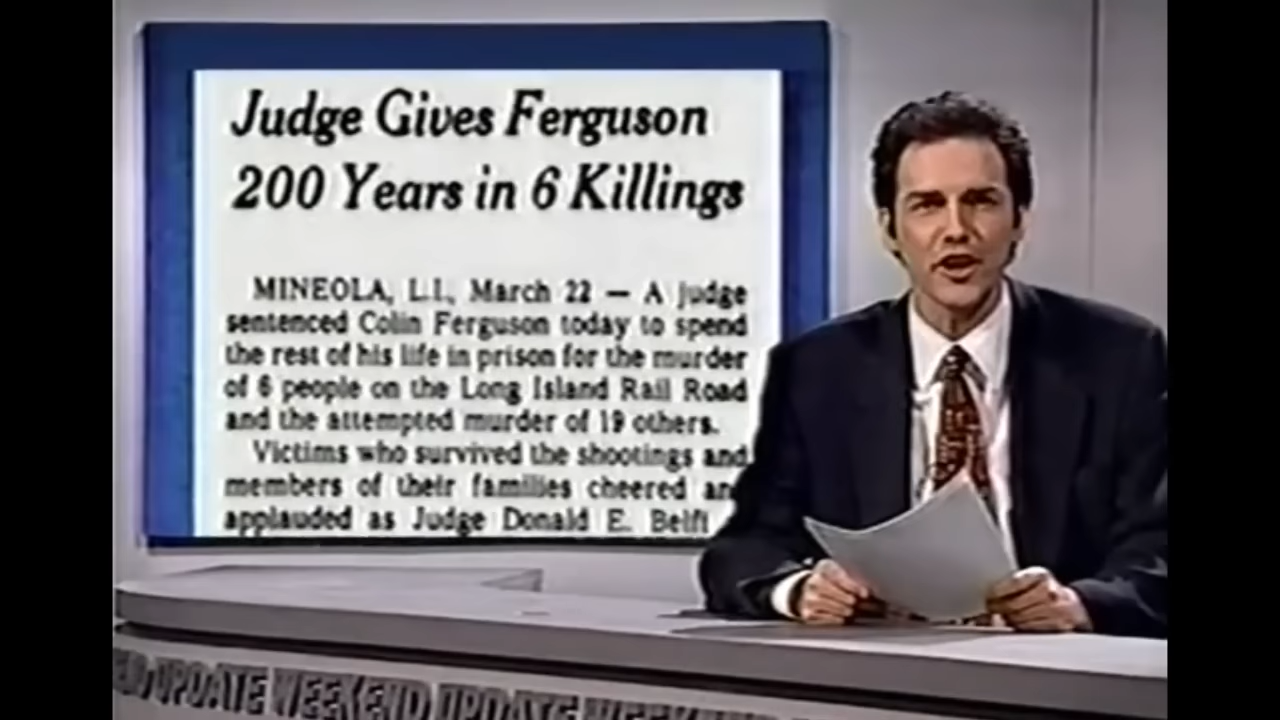 Judge Gives Ferguson
200 Years in 6 Killings
MINEOLA, L.I., March 22 — A judge
sentenced Colin Ferguson today to spend
the rest of his life in prison for the murder
of 6 people on the Long Island Rail Road
and the attempted murder of 19 others.
Victims who survived the shootings and
members of their families cheered an
applauded as Judge Donald E. Belfi
UPDATE WEEKEND UPDATE WEEKEND